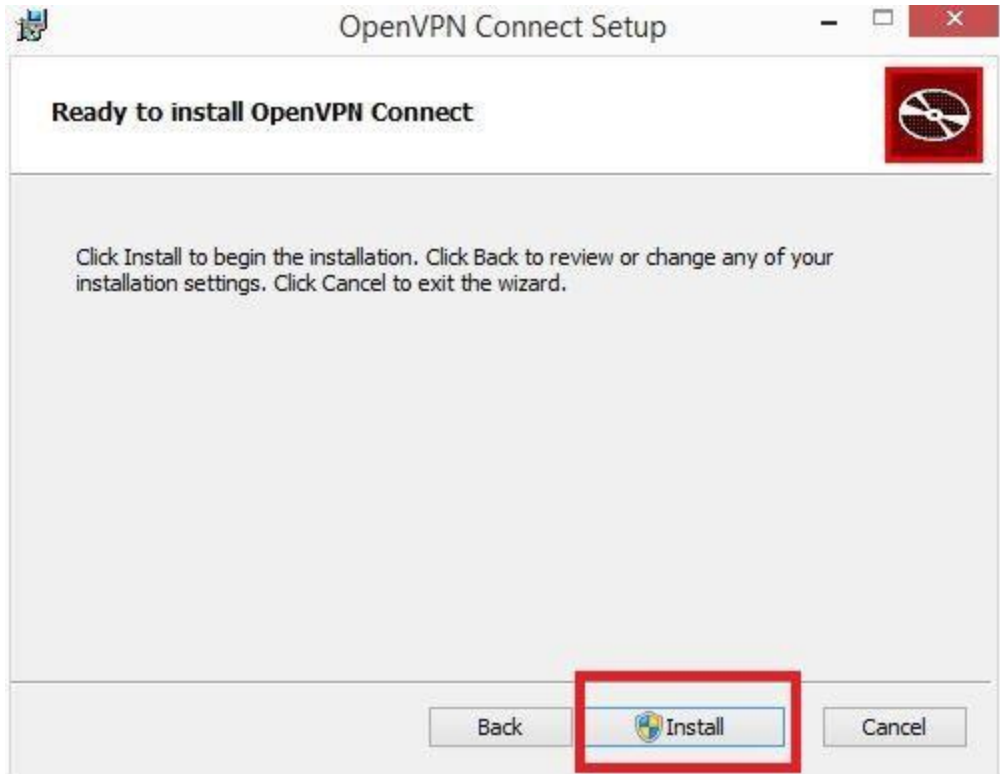 OpenVPN Connect Setup
Ready to install OpenVPN Connect
Click Install to begin the installation. Click Back to review or change any of your
installation settings. Click Cancel to exit the wizard.
Back Install Cancel